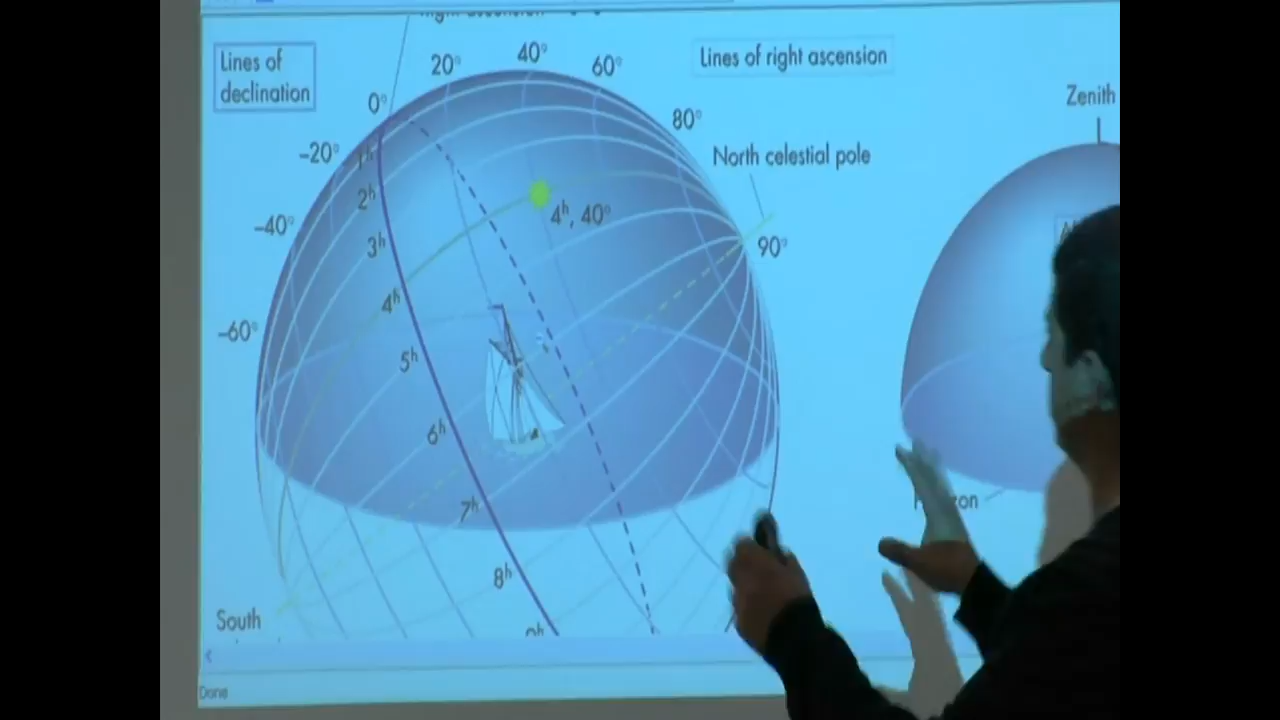 Lines of
declination
20°
40°
60°
Lines of right ascension
0°
80°
Zenith
-20°
1h
North celestial pole
2h
4h, 40°
-40°
3h
90°
4h
-60°
5h
6h
7h
8h
South
Done